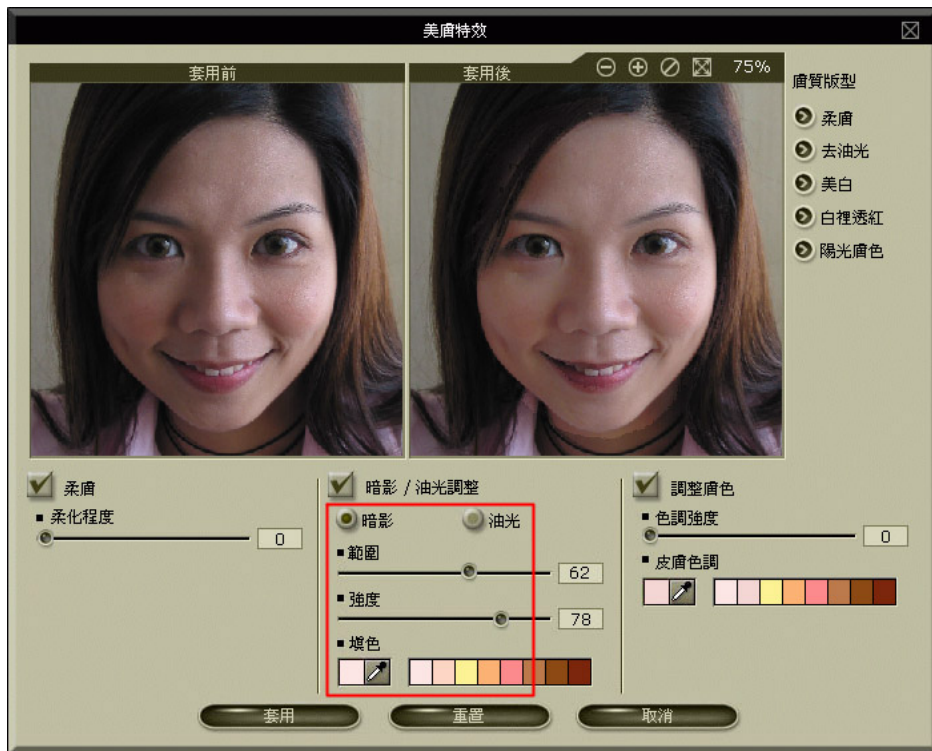 美膚特效
套用前
套用後
75%
膚質版型
柔膚
去油光
美白
白裡透紅
陽光膚色
柔膚
柔化程度
0
暗影 / 油光調整
暗影
油光
範圍
62
強度
78
填色
調整膚色
色調強度
0
皮膚色調
套用
重置
取消